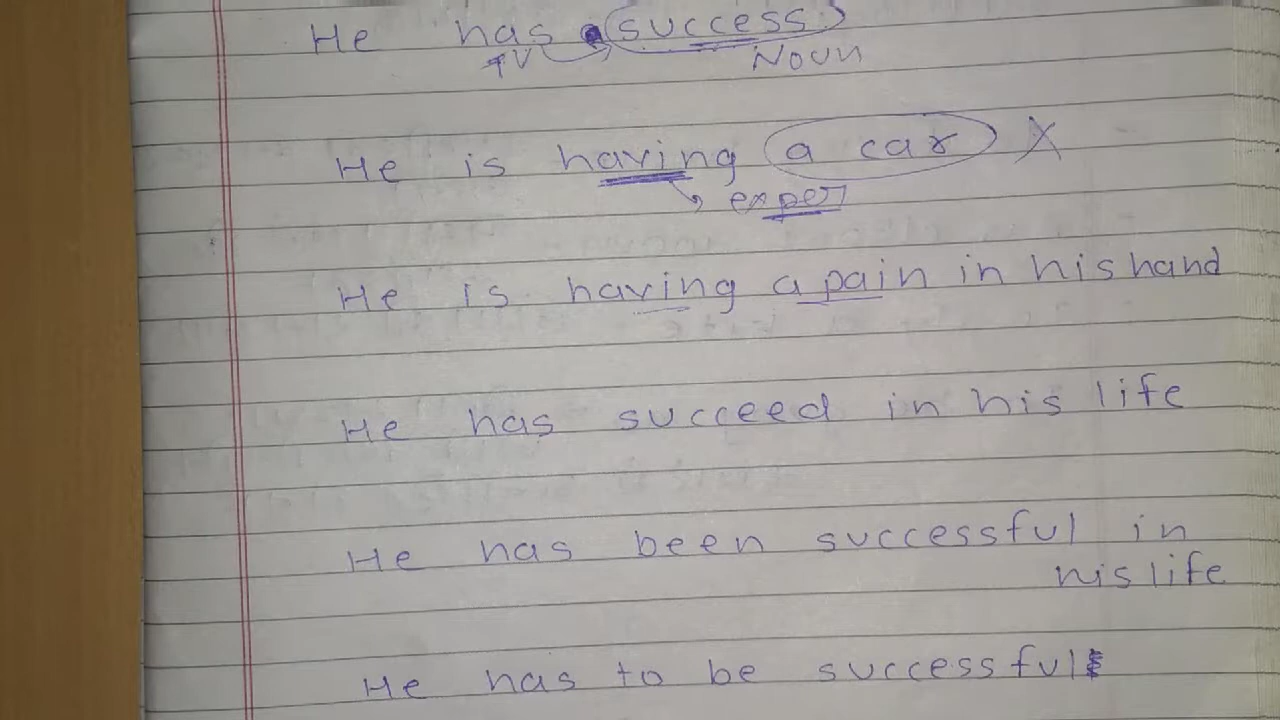 He has success
TV Noun
He is having a car X
exper
He is having a pain in his hand
He has succeed in his life
He has been successful in
his life
He has to be successful